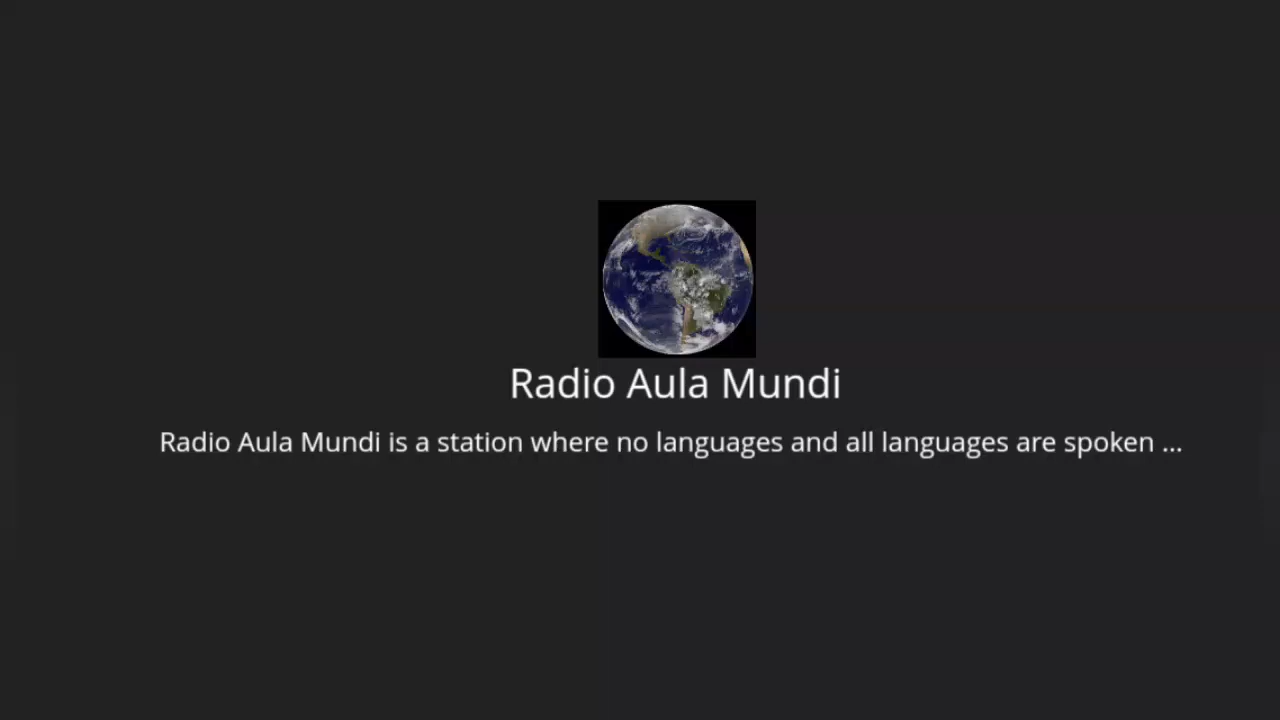 Radio Aula Mundi
Radio Aula Mundi is a station where no languages and all languages are spoken ...